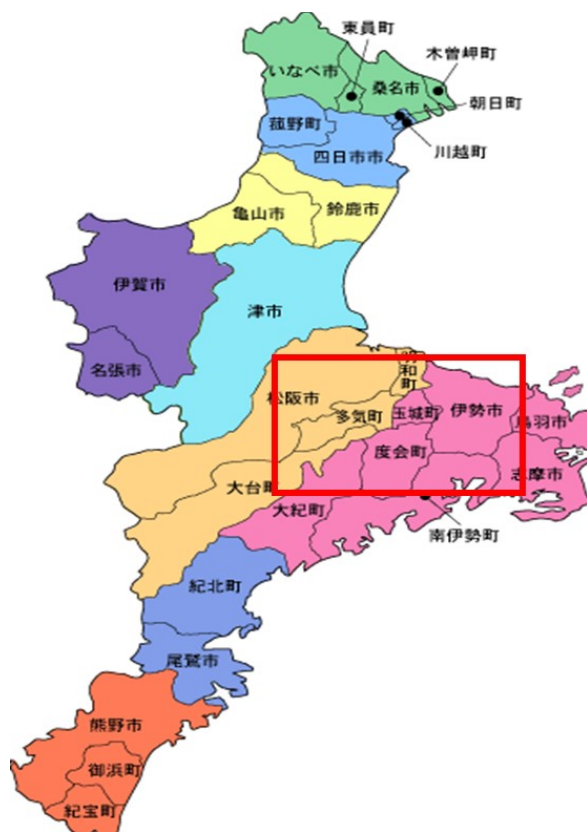 東員町
木曽岬町
いなべ市
桑名市
朝日町
菰野町
川越町
四日市市
亀山市
鈴鹿市
伊賀市
津市
名張市
明和町
松阪市
多気町
玉城町
伊勢市
鳥羽市
度会町
志摩市
大台町
大紀町
南伊勢町
紀北町
尾鷲市
熊野市
御浜町
紀宝町